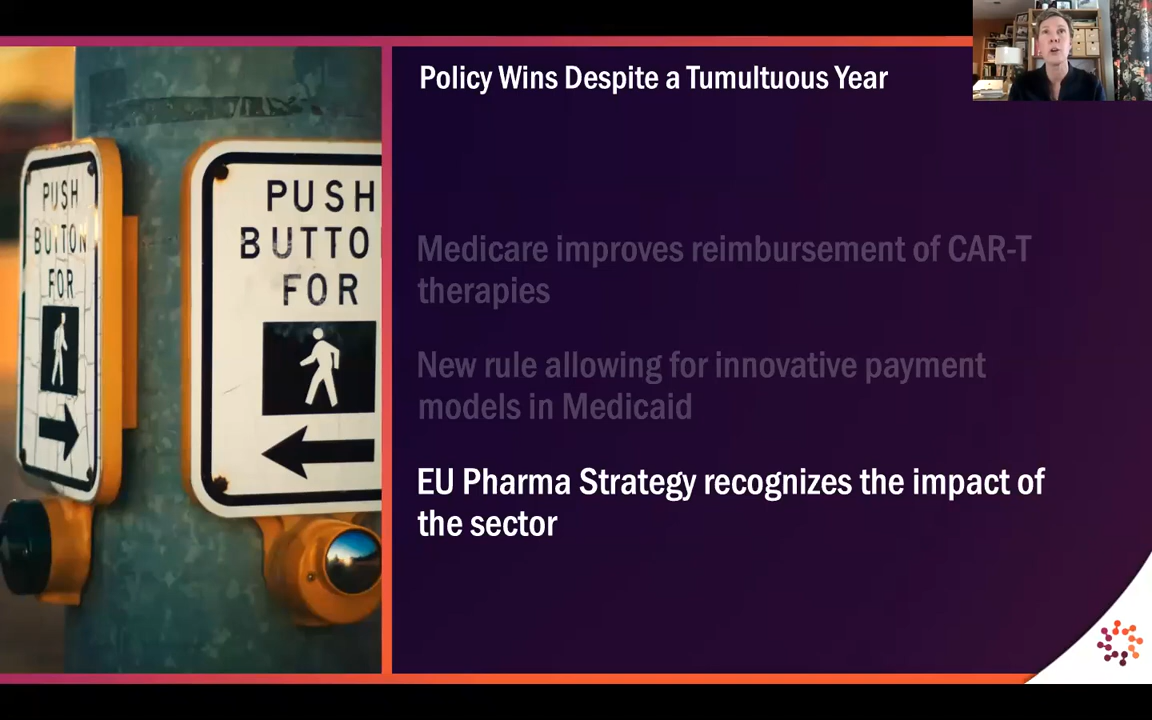 Policy Wins Despite a Tumultuous Year
PUSH
BUTTON
FOR
PUSH
BUTTO
FOR
Medicare improves reimbursement of CAR-T
therapies
New rule allowing for innovative payment
models in Medicaid
EU Pharma Strategy recognizes the impact of
the sector